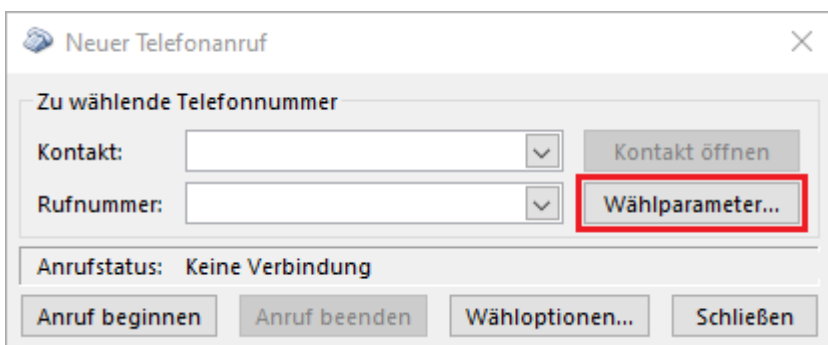 Neuer Telefonanruf
Zu wählende Telefonnummer
Kontakt: Kontakt öffnen
Rufnummer: Wählparameter...
Anrufstatus: Keine Verbindung
Anruf beginnen Anruf beenden Wähloptionen... Schließen